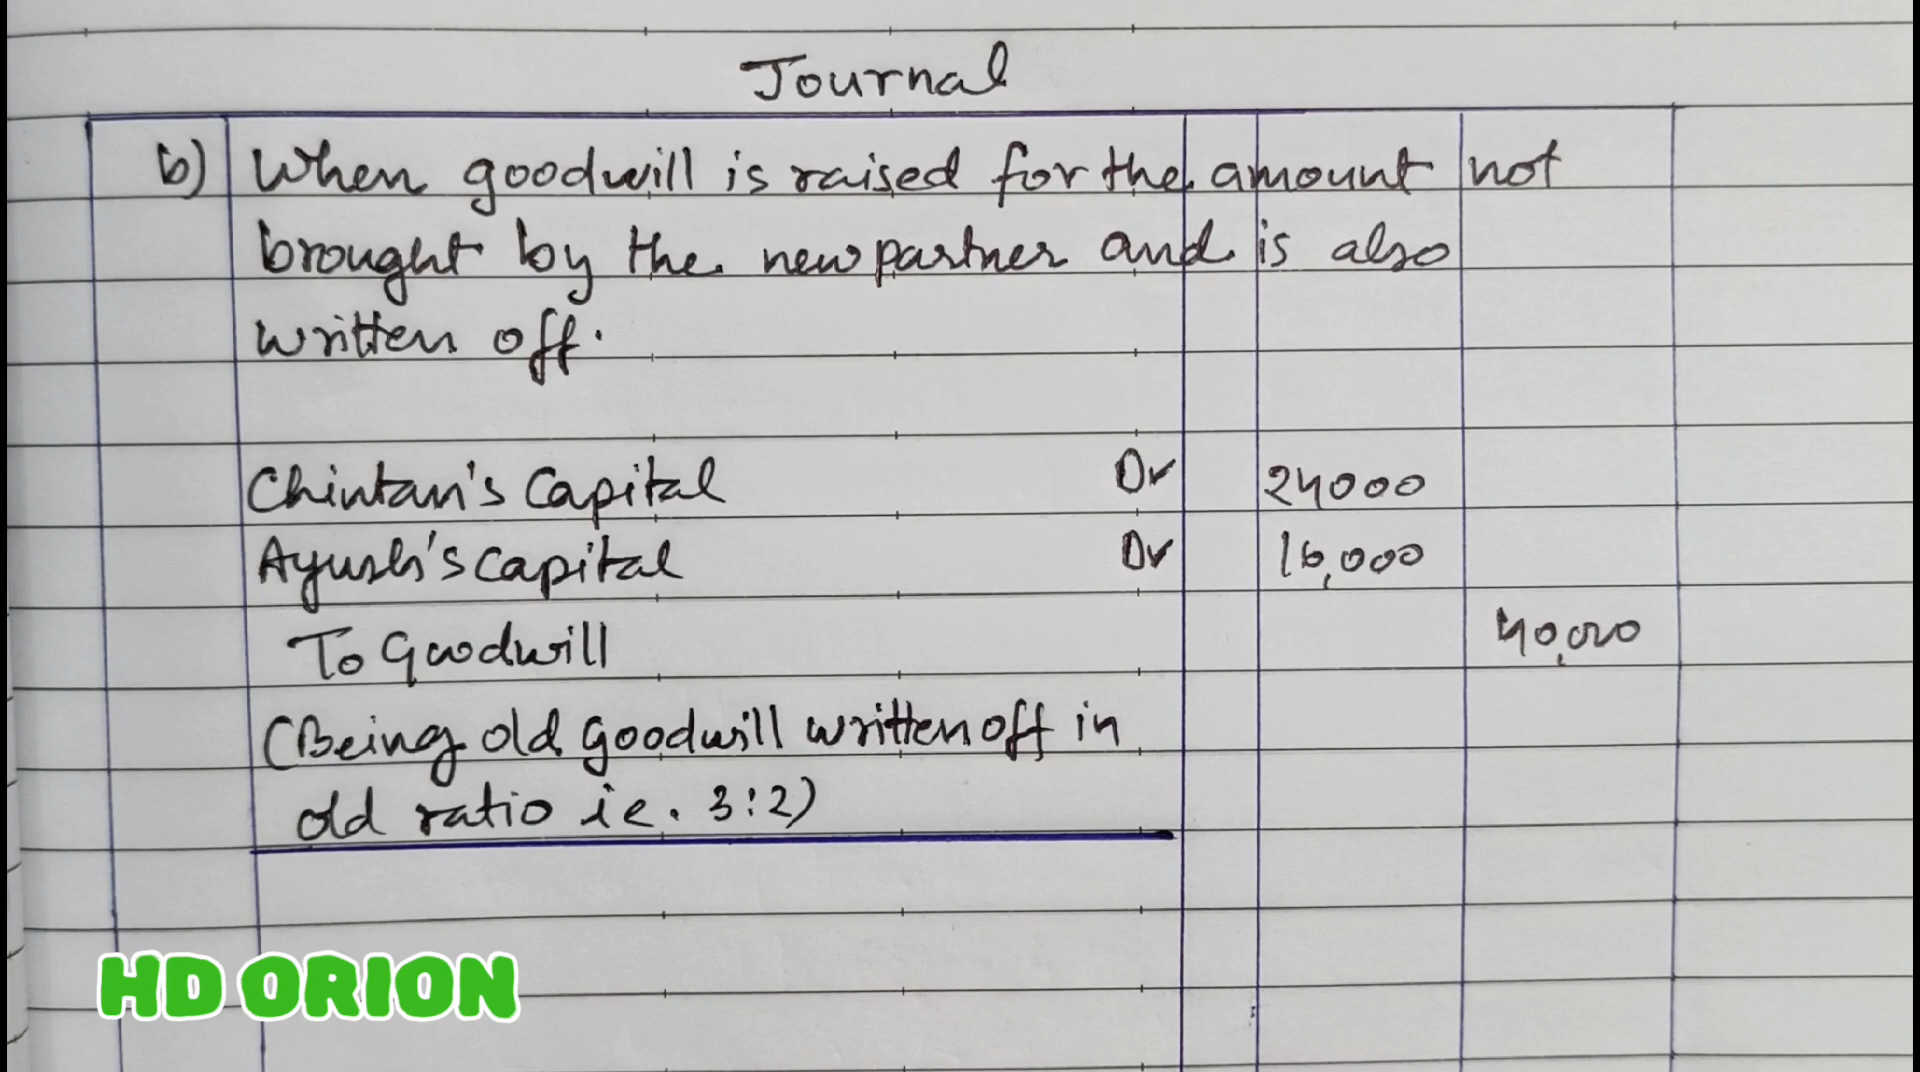 Journal
b) When goodwill is raised for the amount not
brought by the new partner and is also
written off.
Chintan's Capital Dr 24000
Ayush's Capital Dr 16,000
To Goodwill 40,000
(Being old goodwill written off in
old ratio ie. 3:2)
HD ORION